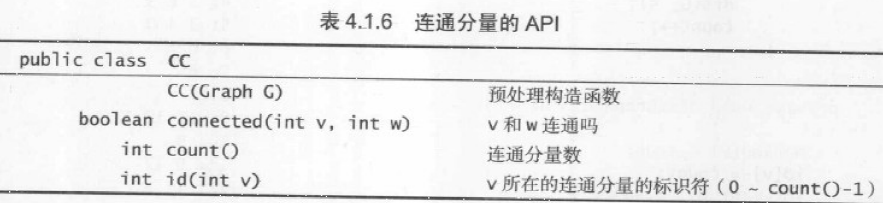 表 4.1.6 连通分量的 API
public class CC
CC(Graph G) 预处理构造函数
boolean connected(int v, int w) v 和 w 连通吗
int count() 连通分量数
int id(int v) v 所在的连通分量的标识符（0 ~ count()-1）